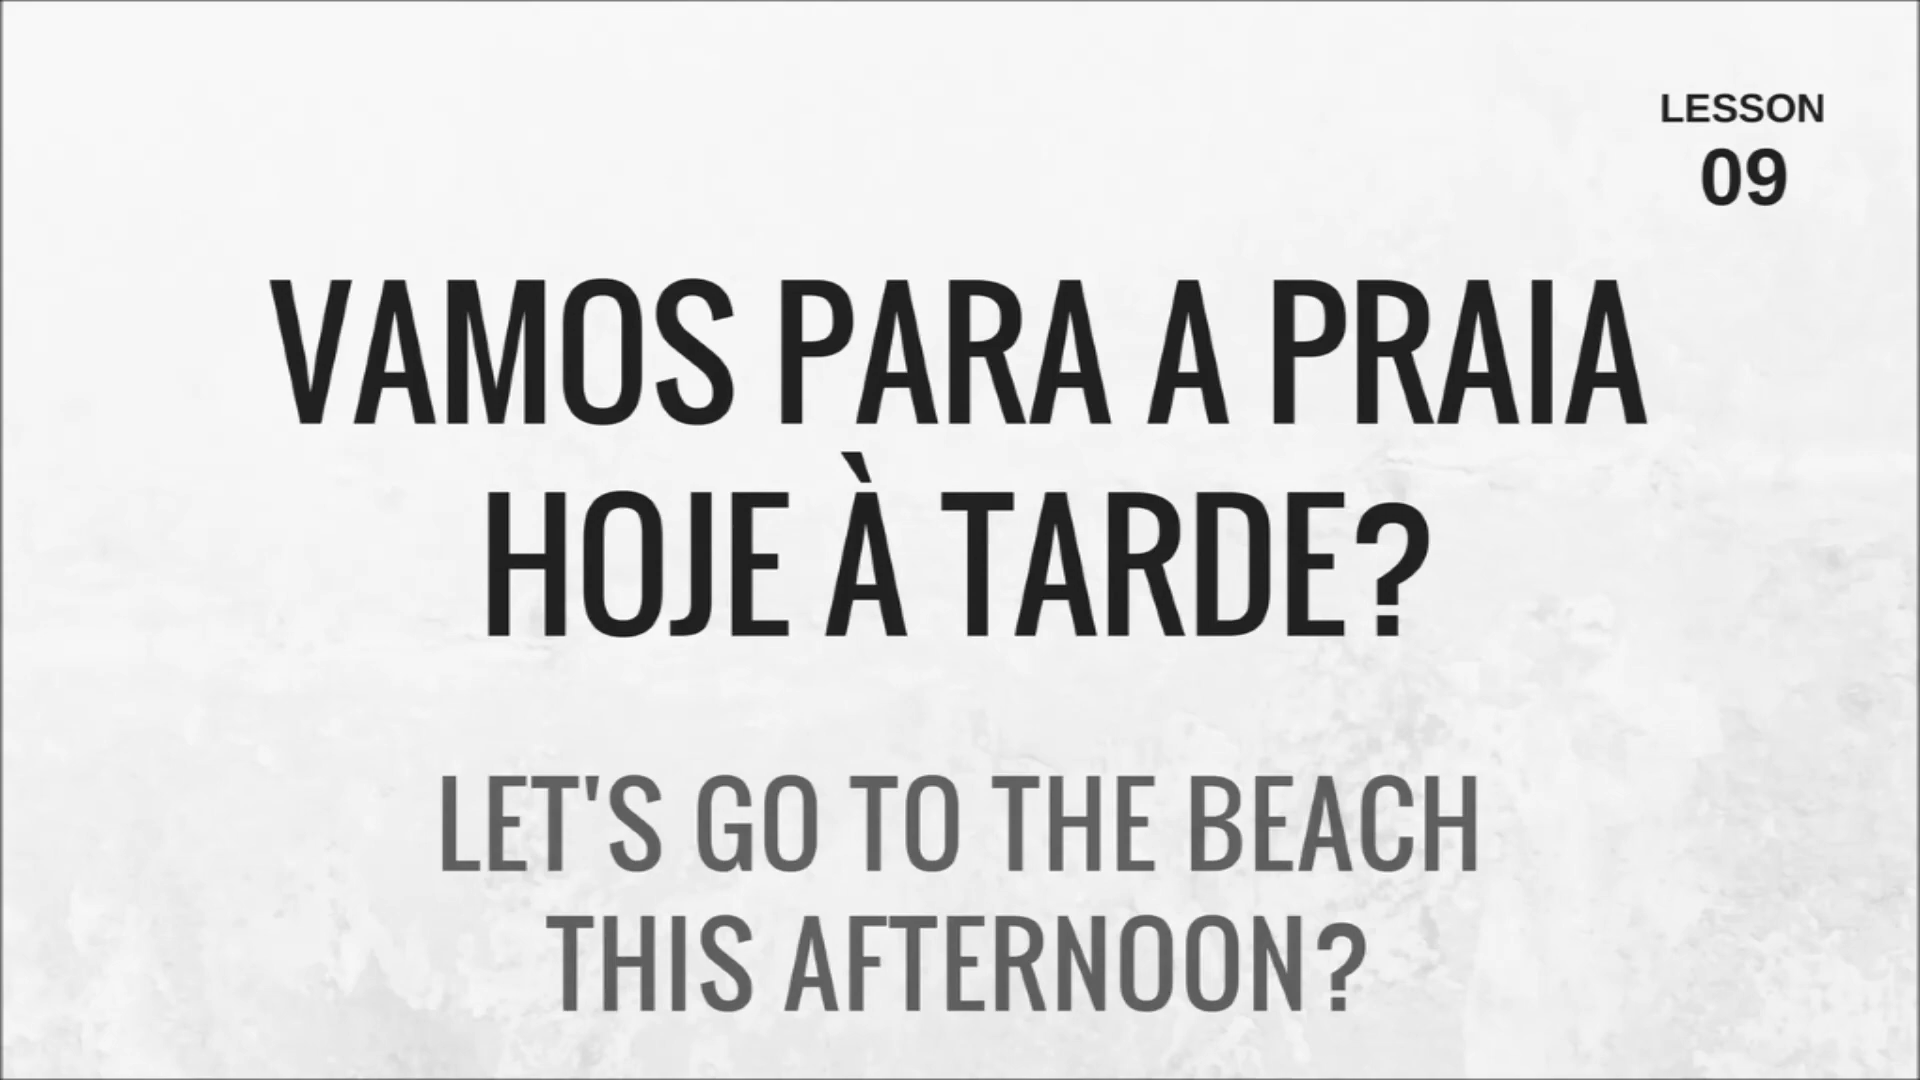 LESSON
09
VAMOS PARA A PRAIA
HOJE À TARDE?
LET'S GO TO THE BEACH
THIS AFTERNOON?